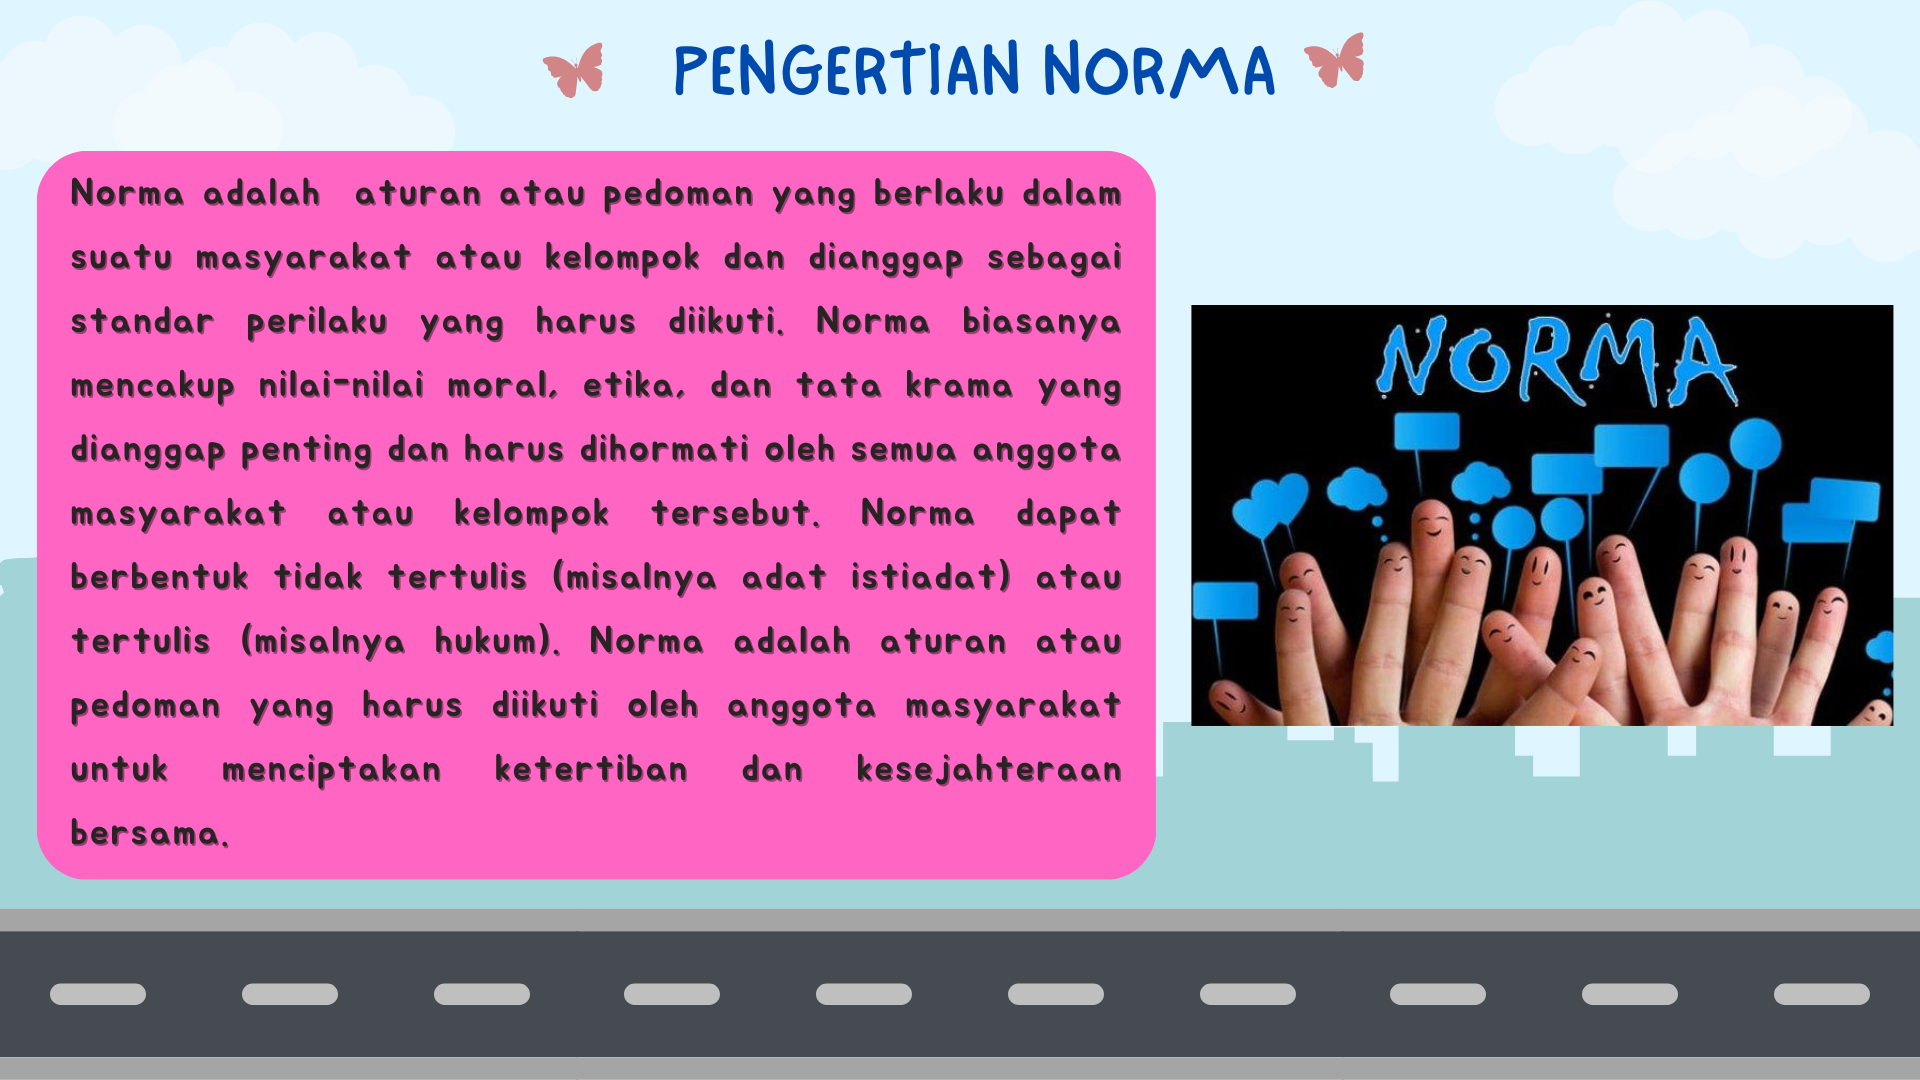 PENGERTIAN NORMA
Norma adalah aturan atau pedoman yang berlaku dalam
suatu masyarakat atau kelompok dan dianggap sebagai
standar perilaku yang harus diikuti. Norma biasanya
mencakup nilai-nilai moral, etika, dan tata krama yang
dianggap penting dan harus dihormati oleh semua anggota
masyarakat atau kelompok tersebut. Norma dapat
berbentuk tidak tertulis (misalnya adat istiadat) atau
tertulis (misalnya hukum). Norma adalah aturan atau
pedoman yang harus diikuti oleh anggota masyarakat
untuk menciptakan ketertiban dan kesejahteraan
bersama.
NORMA